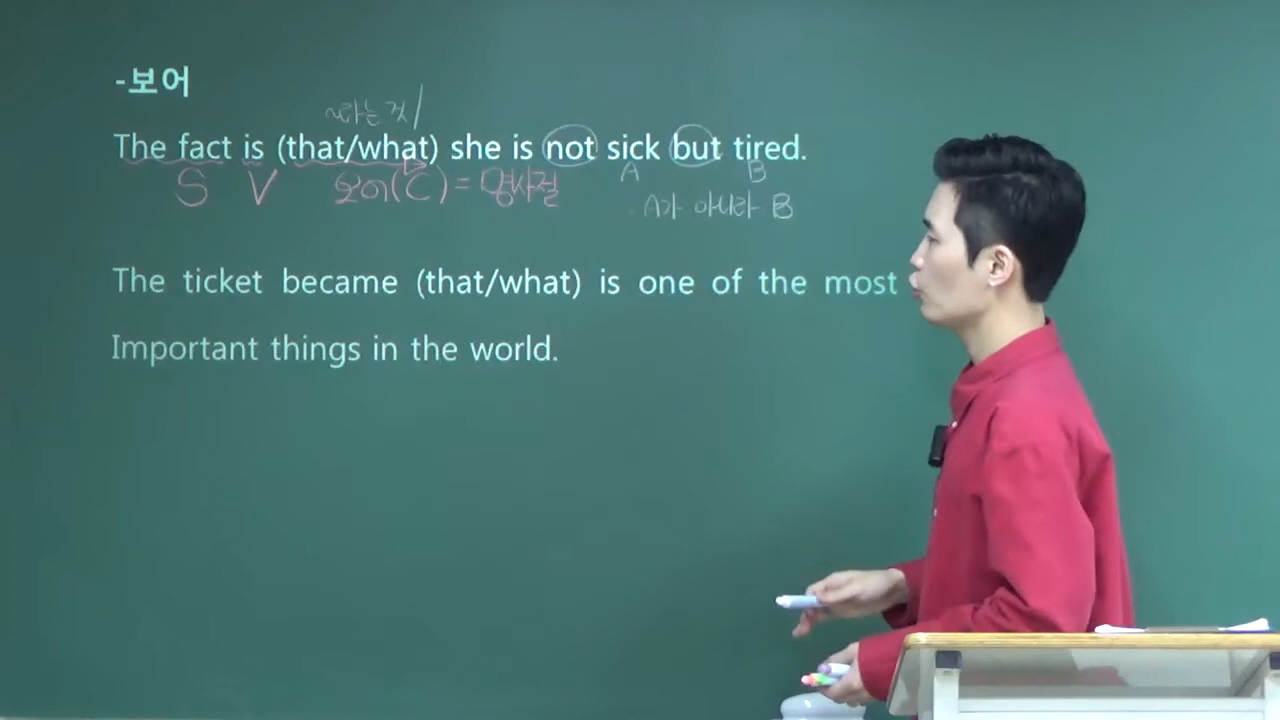 -보어
~라는 것/
The fact is (that/what) she is not sick but tired.
S V 보어(C) = 명사절 A B
A가 아니라 B
The ticket became (that/what) is one of the most
Important things in the world.